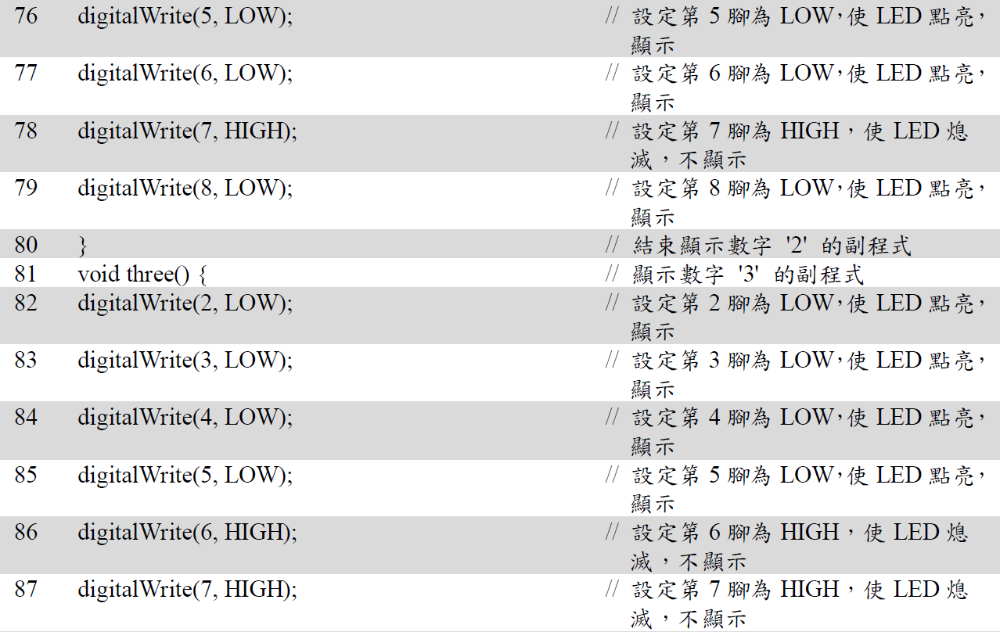 76 digitalWrite(5, LOW); // 設定第 5 腳為 LOW，使 LED 點亮，
顯示
77 digitalWrite(6, LOW); // 設定第 6 腳為 LOW，使 LED 點亮，
顯示
78 digitalWrite(7, HIGH); // 設定第 7 腳為 HIGH，使 LED 熄
滅，不顯示
79 digitalWrite(8, LOW); // 設定第 8 腳為 LOW，使 LED 點亮，
顯示
80 } // 結束顯示數字 '2' 的副程式
81 void three() { // 顯示數字 '3' 的副程式
82 digitalWrite(2, LOW); // 設定第 2 腳為 LOW，使 LED 點亮，
顯示
83 digitalWrite(3, LOW); // 設定第 3 腳為 LOW，使 LED 點亮，
顯示
84 digitalWrite(4, LOW); // 設定第 4 腳為 LOW，使 LED 點亮，
顯示
85 digitalWrite(5, LOW); // 設定第 5 腳為 LOW，使 LED 點亮，
顯示
86 digitalWrite(6, HIGH); // 設定第 6 腳為 HIGH，使 LED 熄
滅，不顯示
87 digitalWrite(7, HIGH); // 設定第 7 腳為 HIGH，使 LED 熄
滅，不顯示